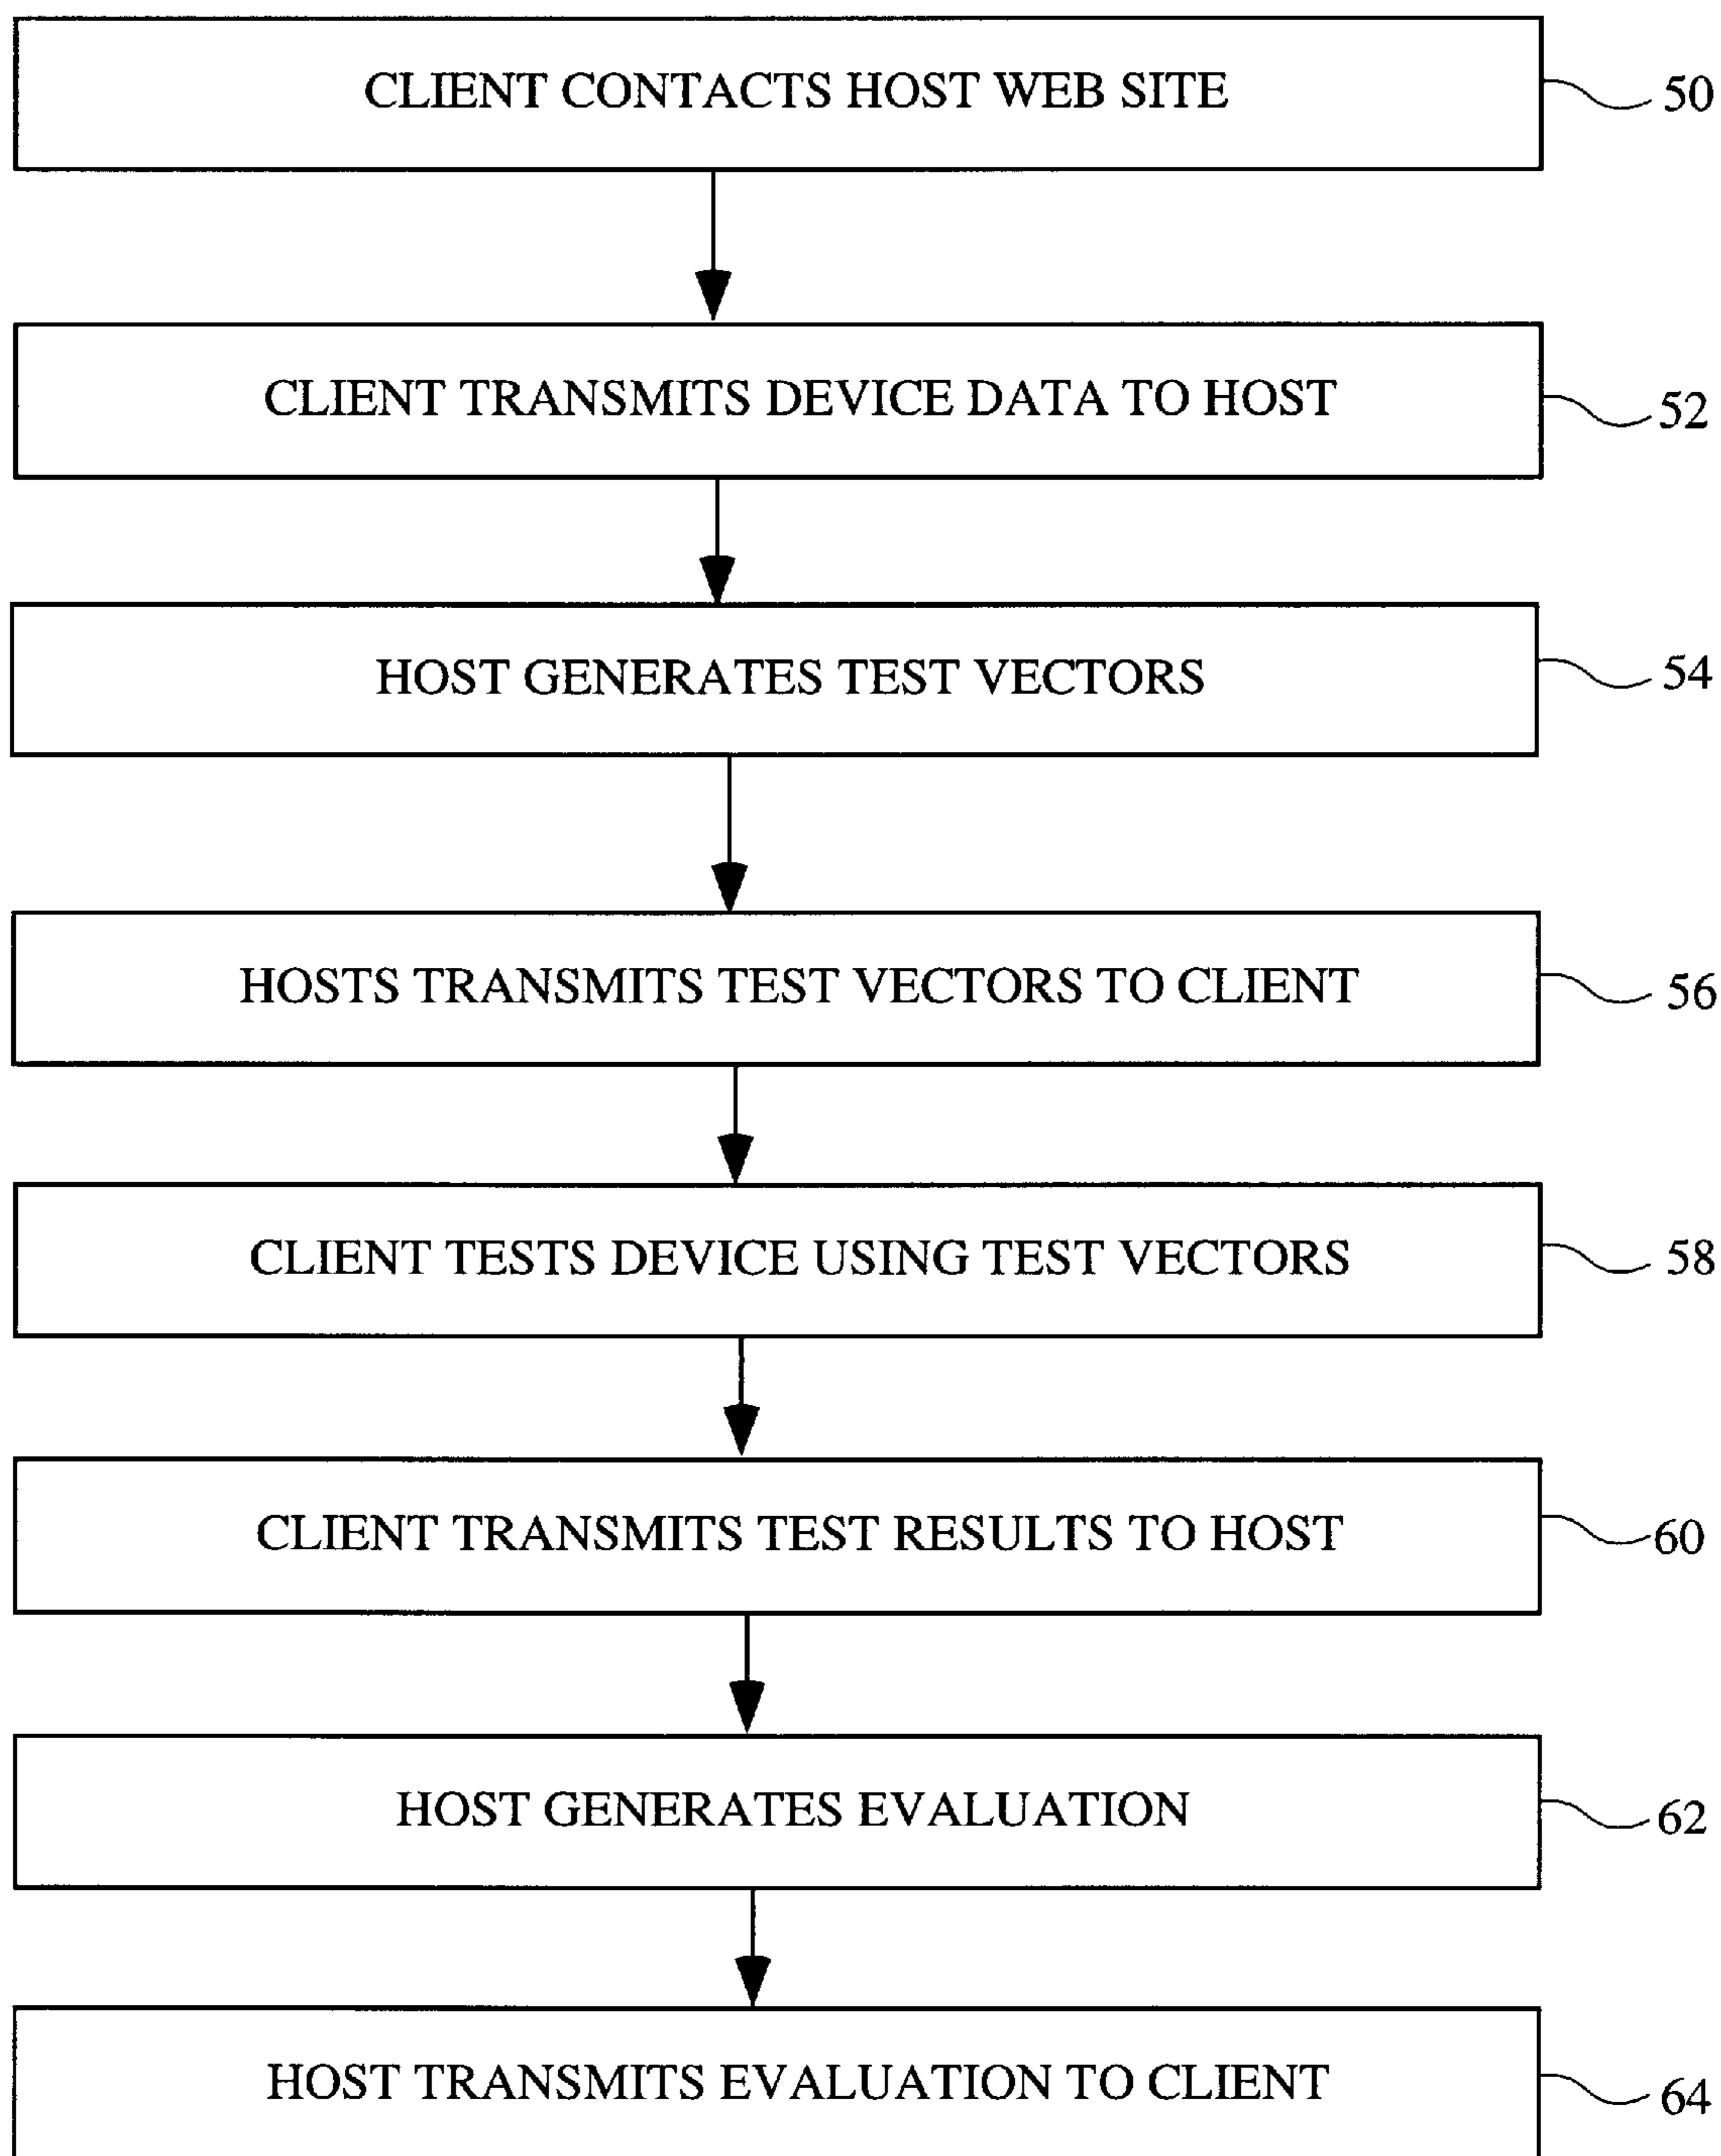 CLIENT CONTACTS HOST WEB SITE 50
CLIENT TRANSMITS DEVICE DATA TO HOST 52
HOST GENERATES TEST VECTORS 54
HOSTS TRANSMITS TEST VECTORS TO CLIENT 56
CLIENT TESTS DEVICE USING TEST VECTORS 58
CLIENT TRANSMITS TEST RESULTS TO HOST 60
HOST GENERATES EVALUATION 62
HOST TRANSMITS EVALUATION TO CLIENT 64